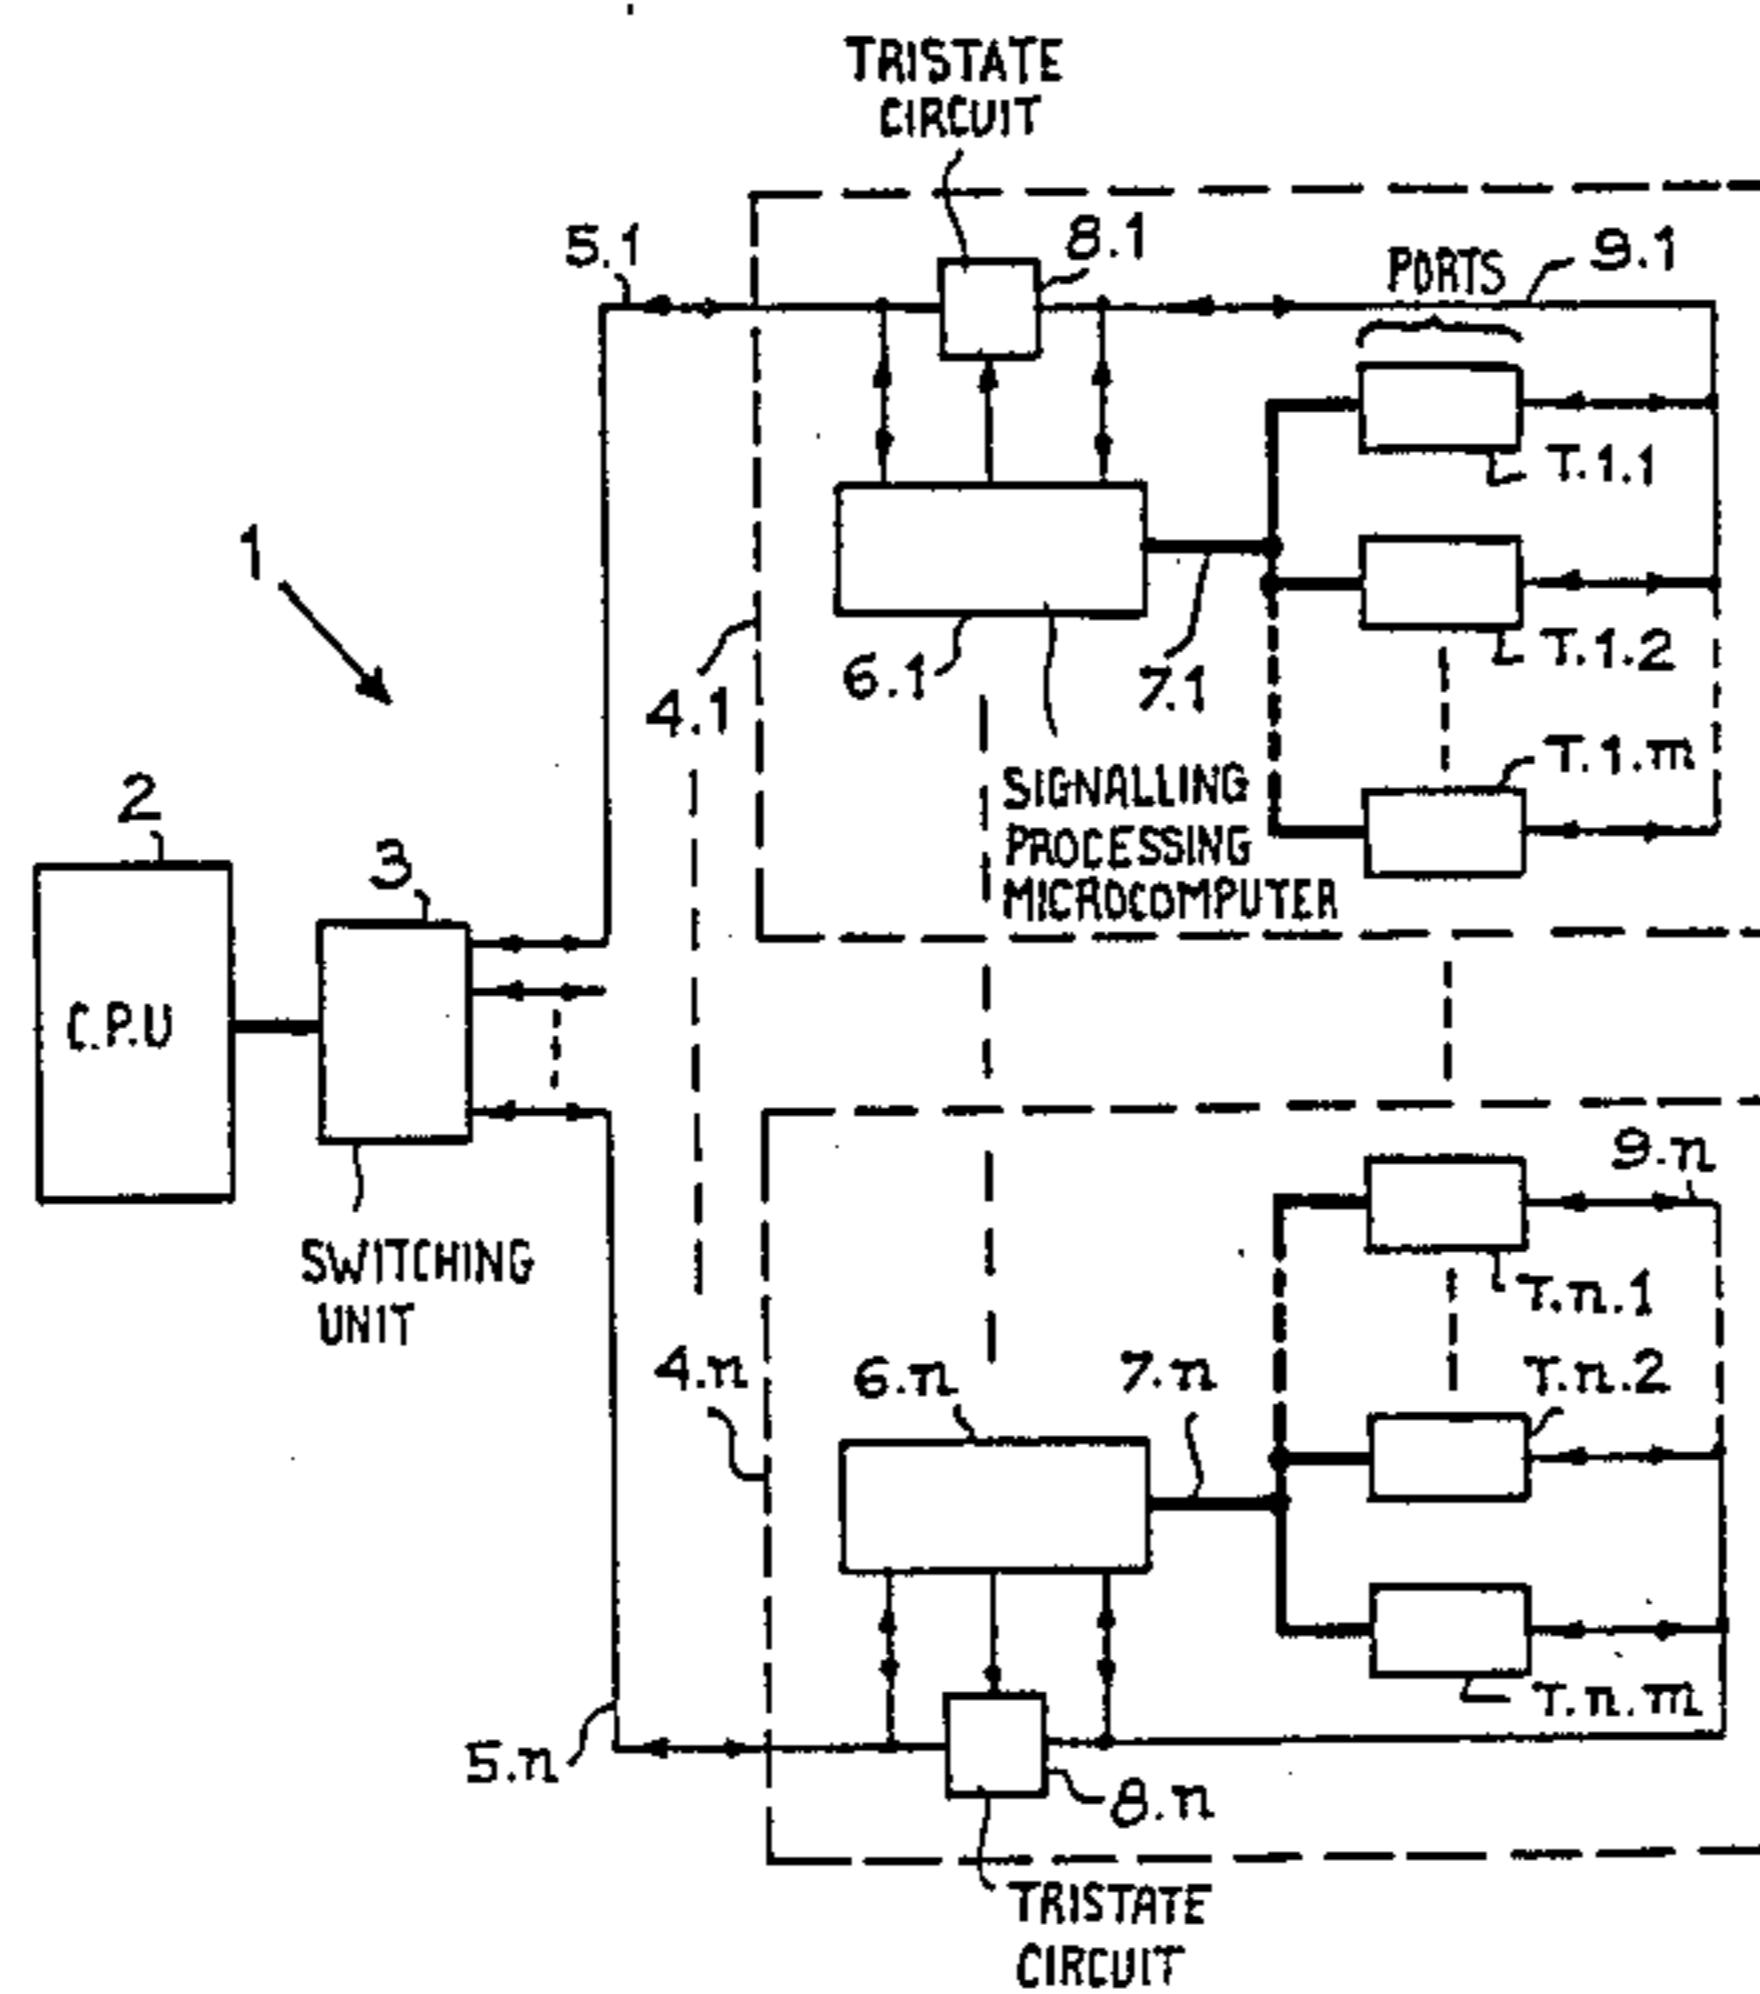 TRISTATE
CIRCUIT
5.1
8.1
PORTS
9.1
T.1.1
1
T.1.2
6.1
7.1
4.1
T.1.m
SIGNALLING
PROCESSING
MICROCOMPUTER
2
3
C.P.U
9.n
SWITCHING
UNIT
T.n.1
4.n
6.n
7.n
T.n.2
T.n.m
5.n
8.n
TRISTATE
CIRCUIT